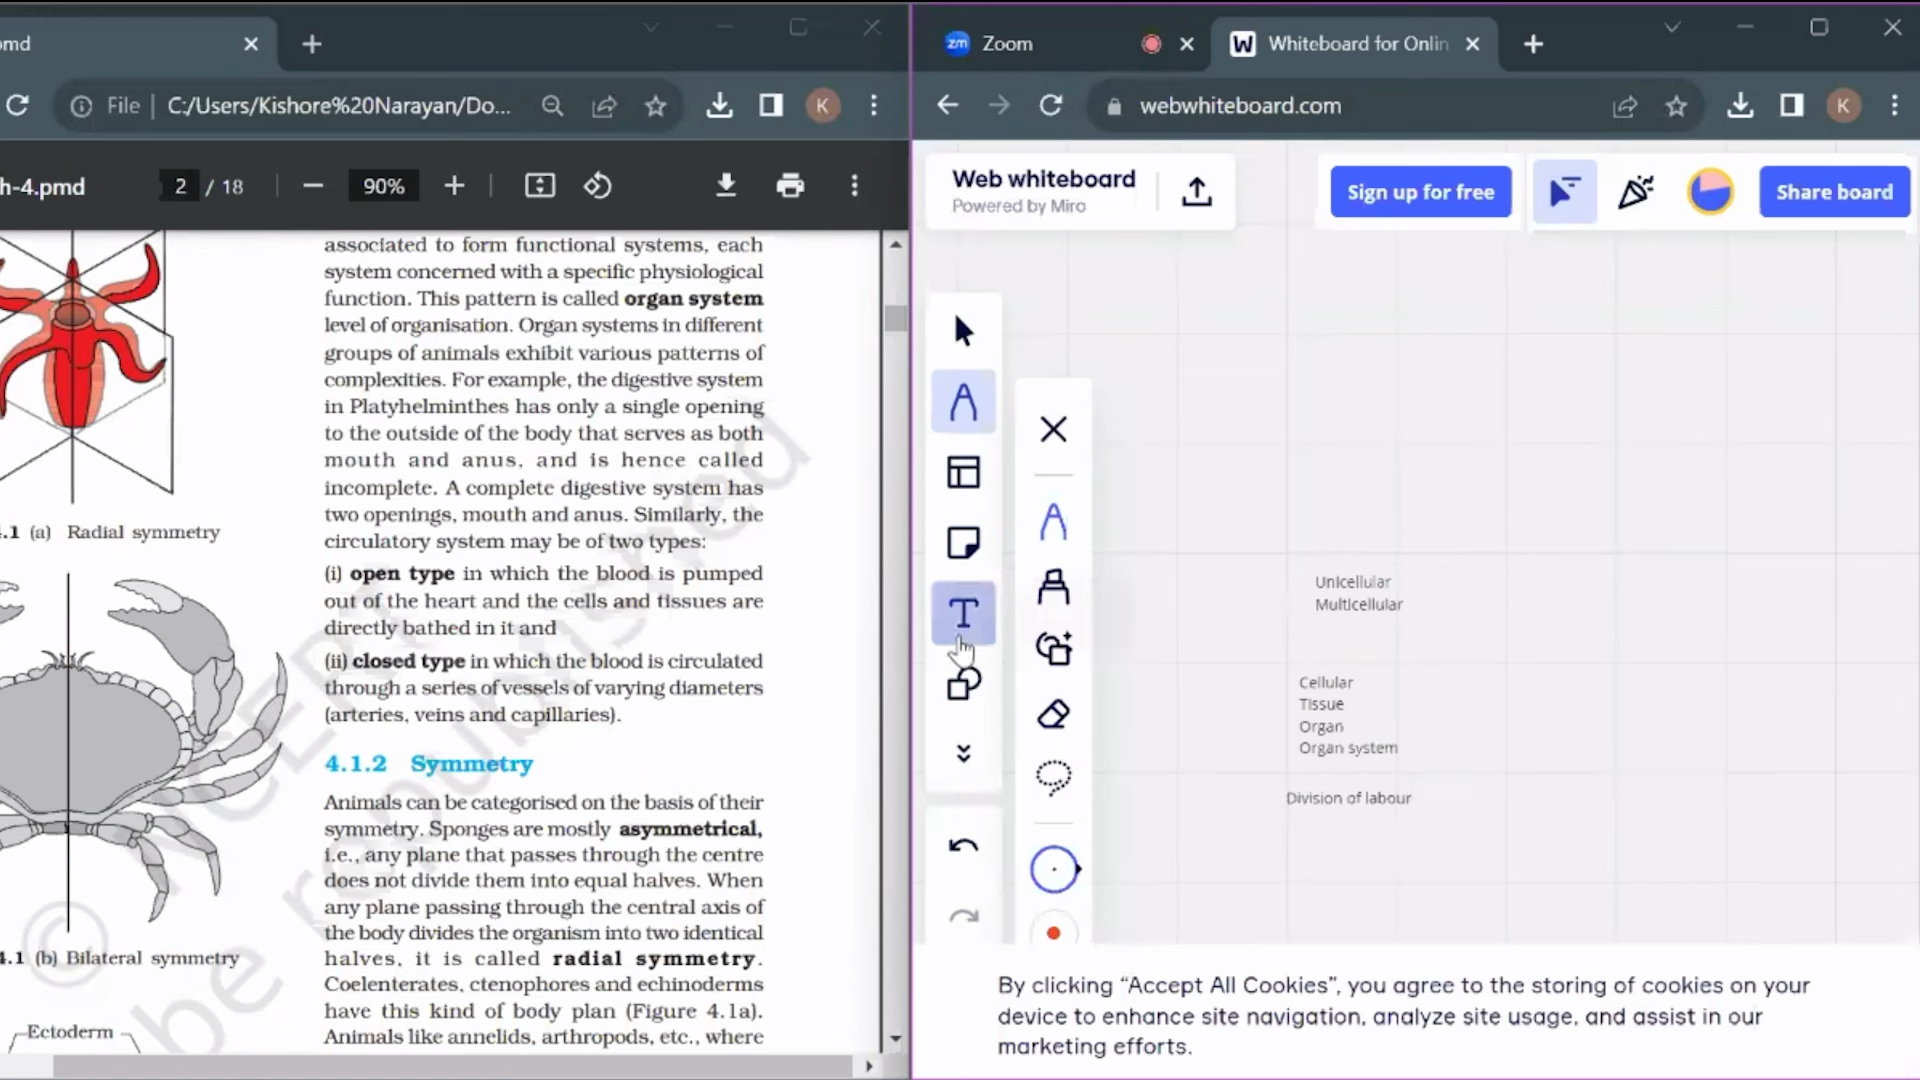 pmd
File
C:/Users/Kishore%20Narayan/Do...
K
h-4.pmd
2 / 18
90%
.1 (a) Radial symmetry
.1 (b) Bilateral symmetry
Ectoderm
associated to form functional systems, each
system concerned with a specific physiological
function. This pattern is called organ system
level of organisation. Organ systems in different
groups of animals exhibit various patterns of
complexities. For example, the digestive system
in Platyhelminthes has only a single opening
to the outside of the body that serves as both
mouth and anus, and is hence called
incomplete. A complete digestive system has
two openings, mouth and anus. Similarly, the
circulatory system may be of two types:
(i) open type in which the blood is pumped
out of the heart and the cells and tissues are
directly bathed in it and
(ii) closed type in which the blood is circulated
through a series of vessels of varying diameters
(arteries, veins and capillaries).
4.1.2 Symmetry
Animals can be categorised on the basis of their
symmetry. Sponges are mostly asymmetrical,
i.e., any plane that passes through the centre
does not divide them into equal halves. When
any plane passing through the central axis of
the body divides the organism into two identical
halves, it is called radial symmetry.
Coelenterates, ctenophores and echinoderms
have this kind of body plan (Figure 4.1a).
Animals like annelids, arthropods, etc., where
© NCERT
be republished
zm Zoom
W Whiteboard for Onlin
webwhiteboard.com
K
Web whiteboard
Powered by Miro
Sign up for free
Share board
Unicellular
Multicellular
Cellular
Tissue
Organ
Organ system
Division of labour
By clicking “Accept All Cookies”, you agree to the storing of cookies on your
device to enhance site navigation, analyze site usage, and assist in our
marketing efforts.